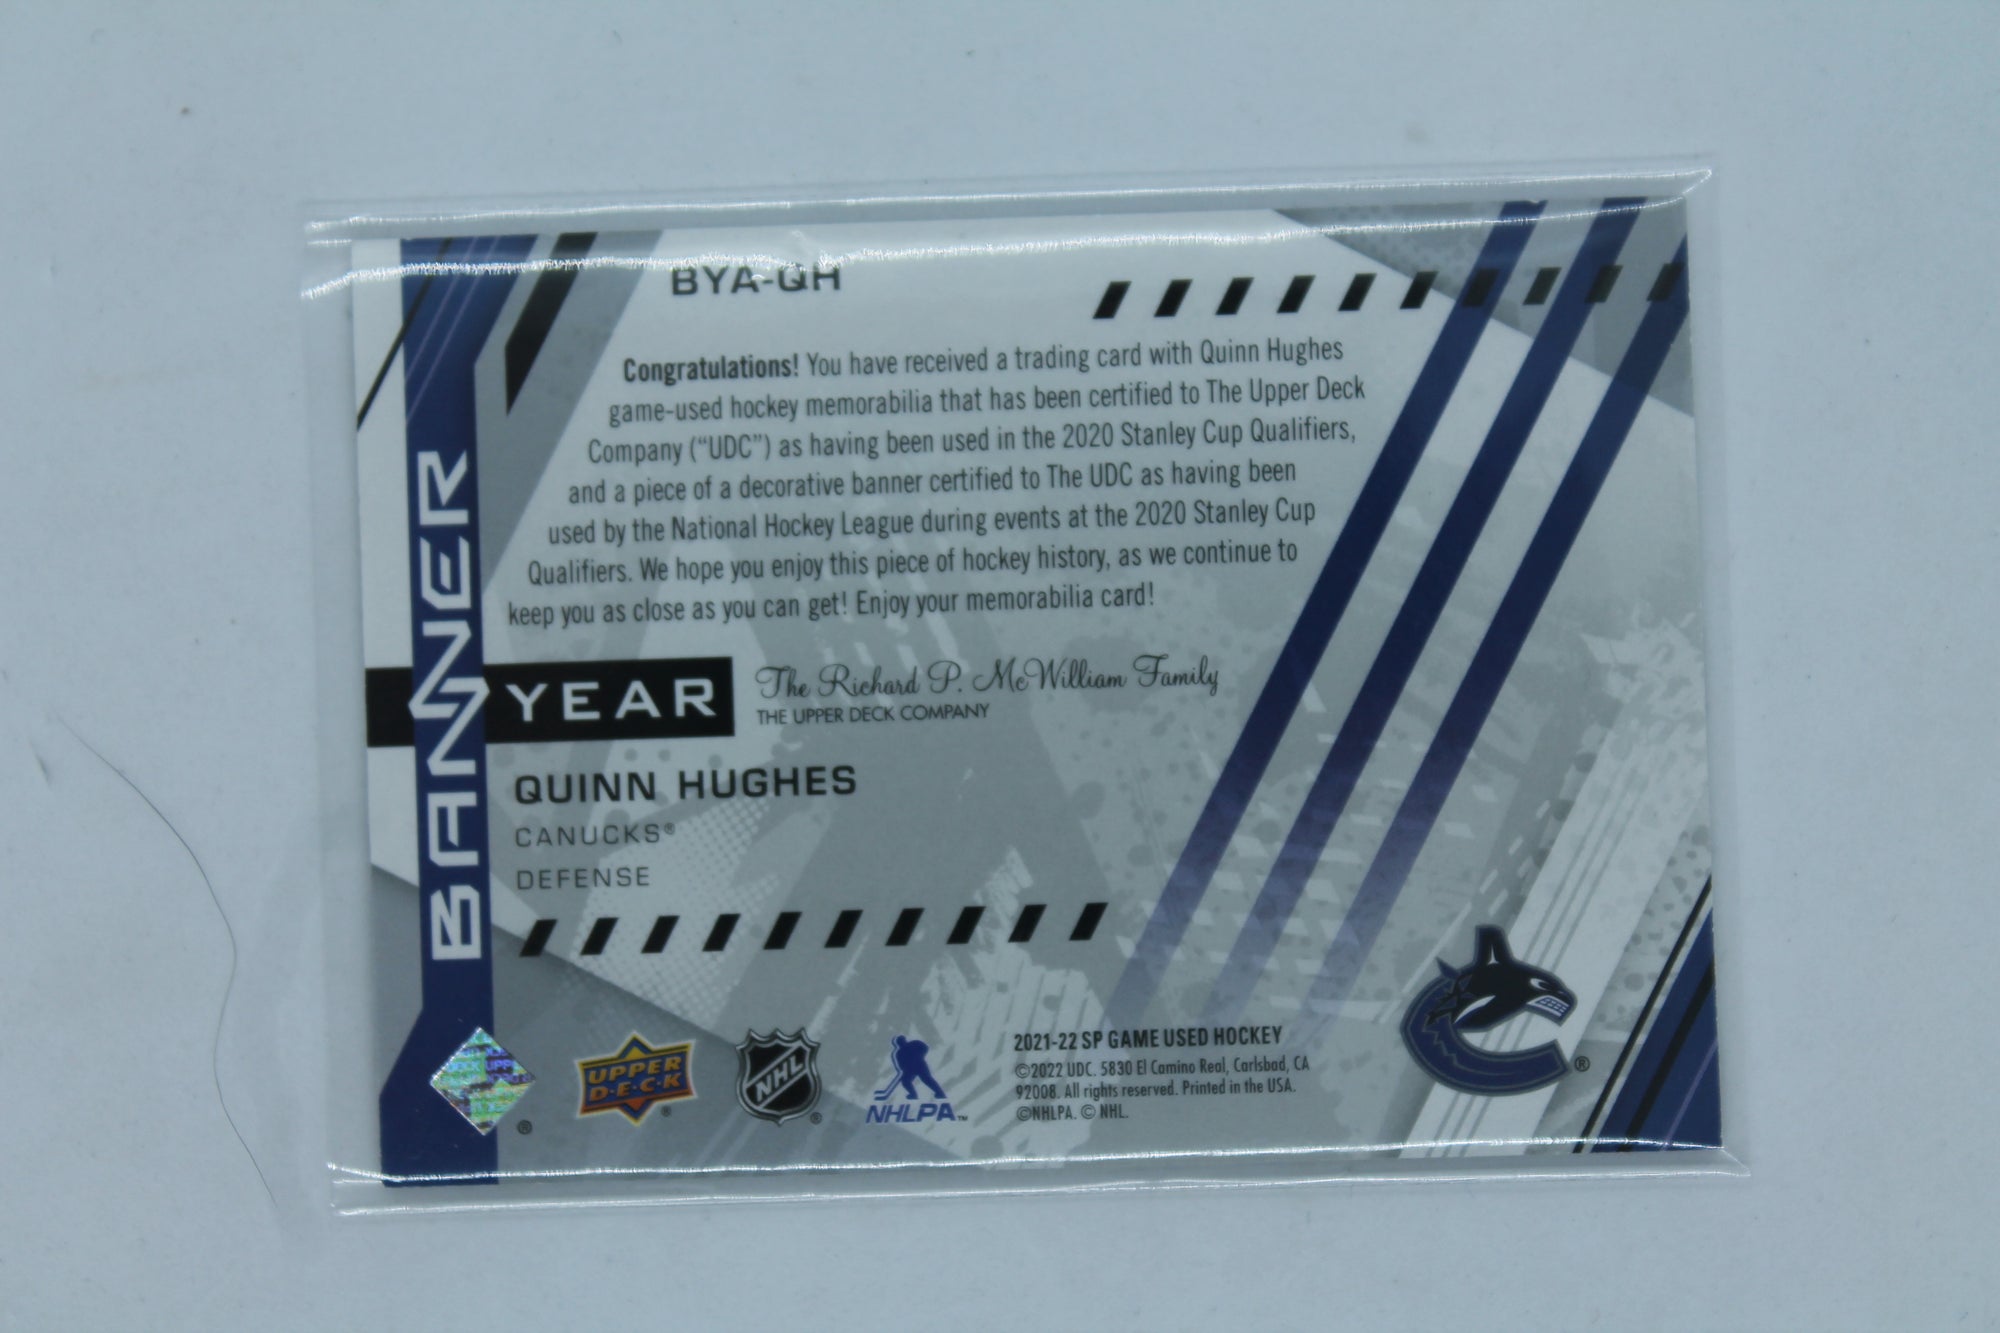 BYA-QH
Congratulations! You have received a trading card with Quinn Hughes
game-used hockey memorabilia that has been certified to The Upper Deck
Company (“UDC”) as having been used in the 2020 Stanley Cup Qualifiers,
and a piece of a decorative banner certified to The UDC as having been
used by the National Hockey League during events at the 2020 Stanley Cup
Qualifiers. We hope you enjoy this piece of hockey history, as we continue to
keep you as close as you can get! Enjoy your memorabilia card!
BANNER
YEAR
The Richard P. McWilliam Family
THE UPPER DECK COMPANY
QUINN HUGHES
CANUCKS®
DEFENSE
®
UPPER
D·E·C·K
®
NHL
®
NHLPA™
2021-22 SP GAME USED HOCKEY
©2022 UDC. 5830 El Camino Real, Carlsbad, CA
92008. All rights reserved. Printed in the USA.
©NHLPA. © NHL.
®